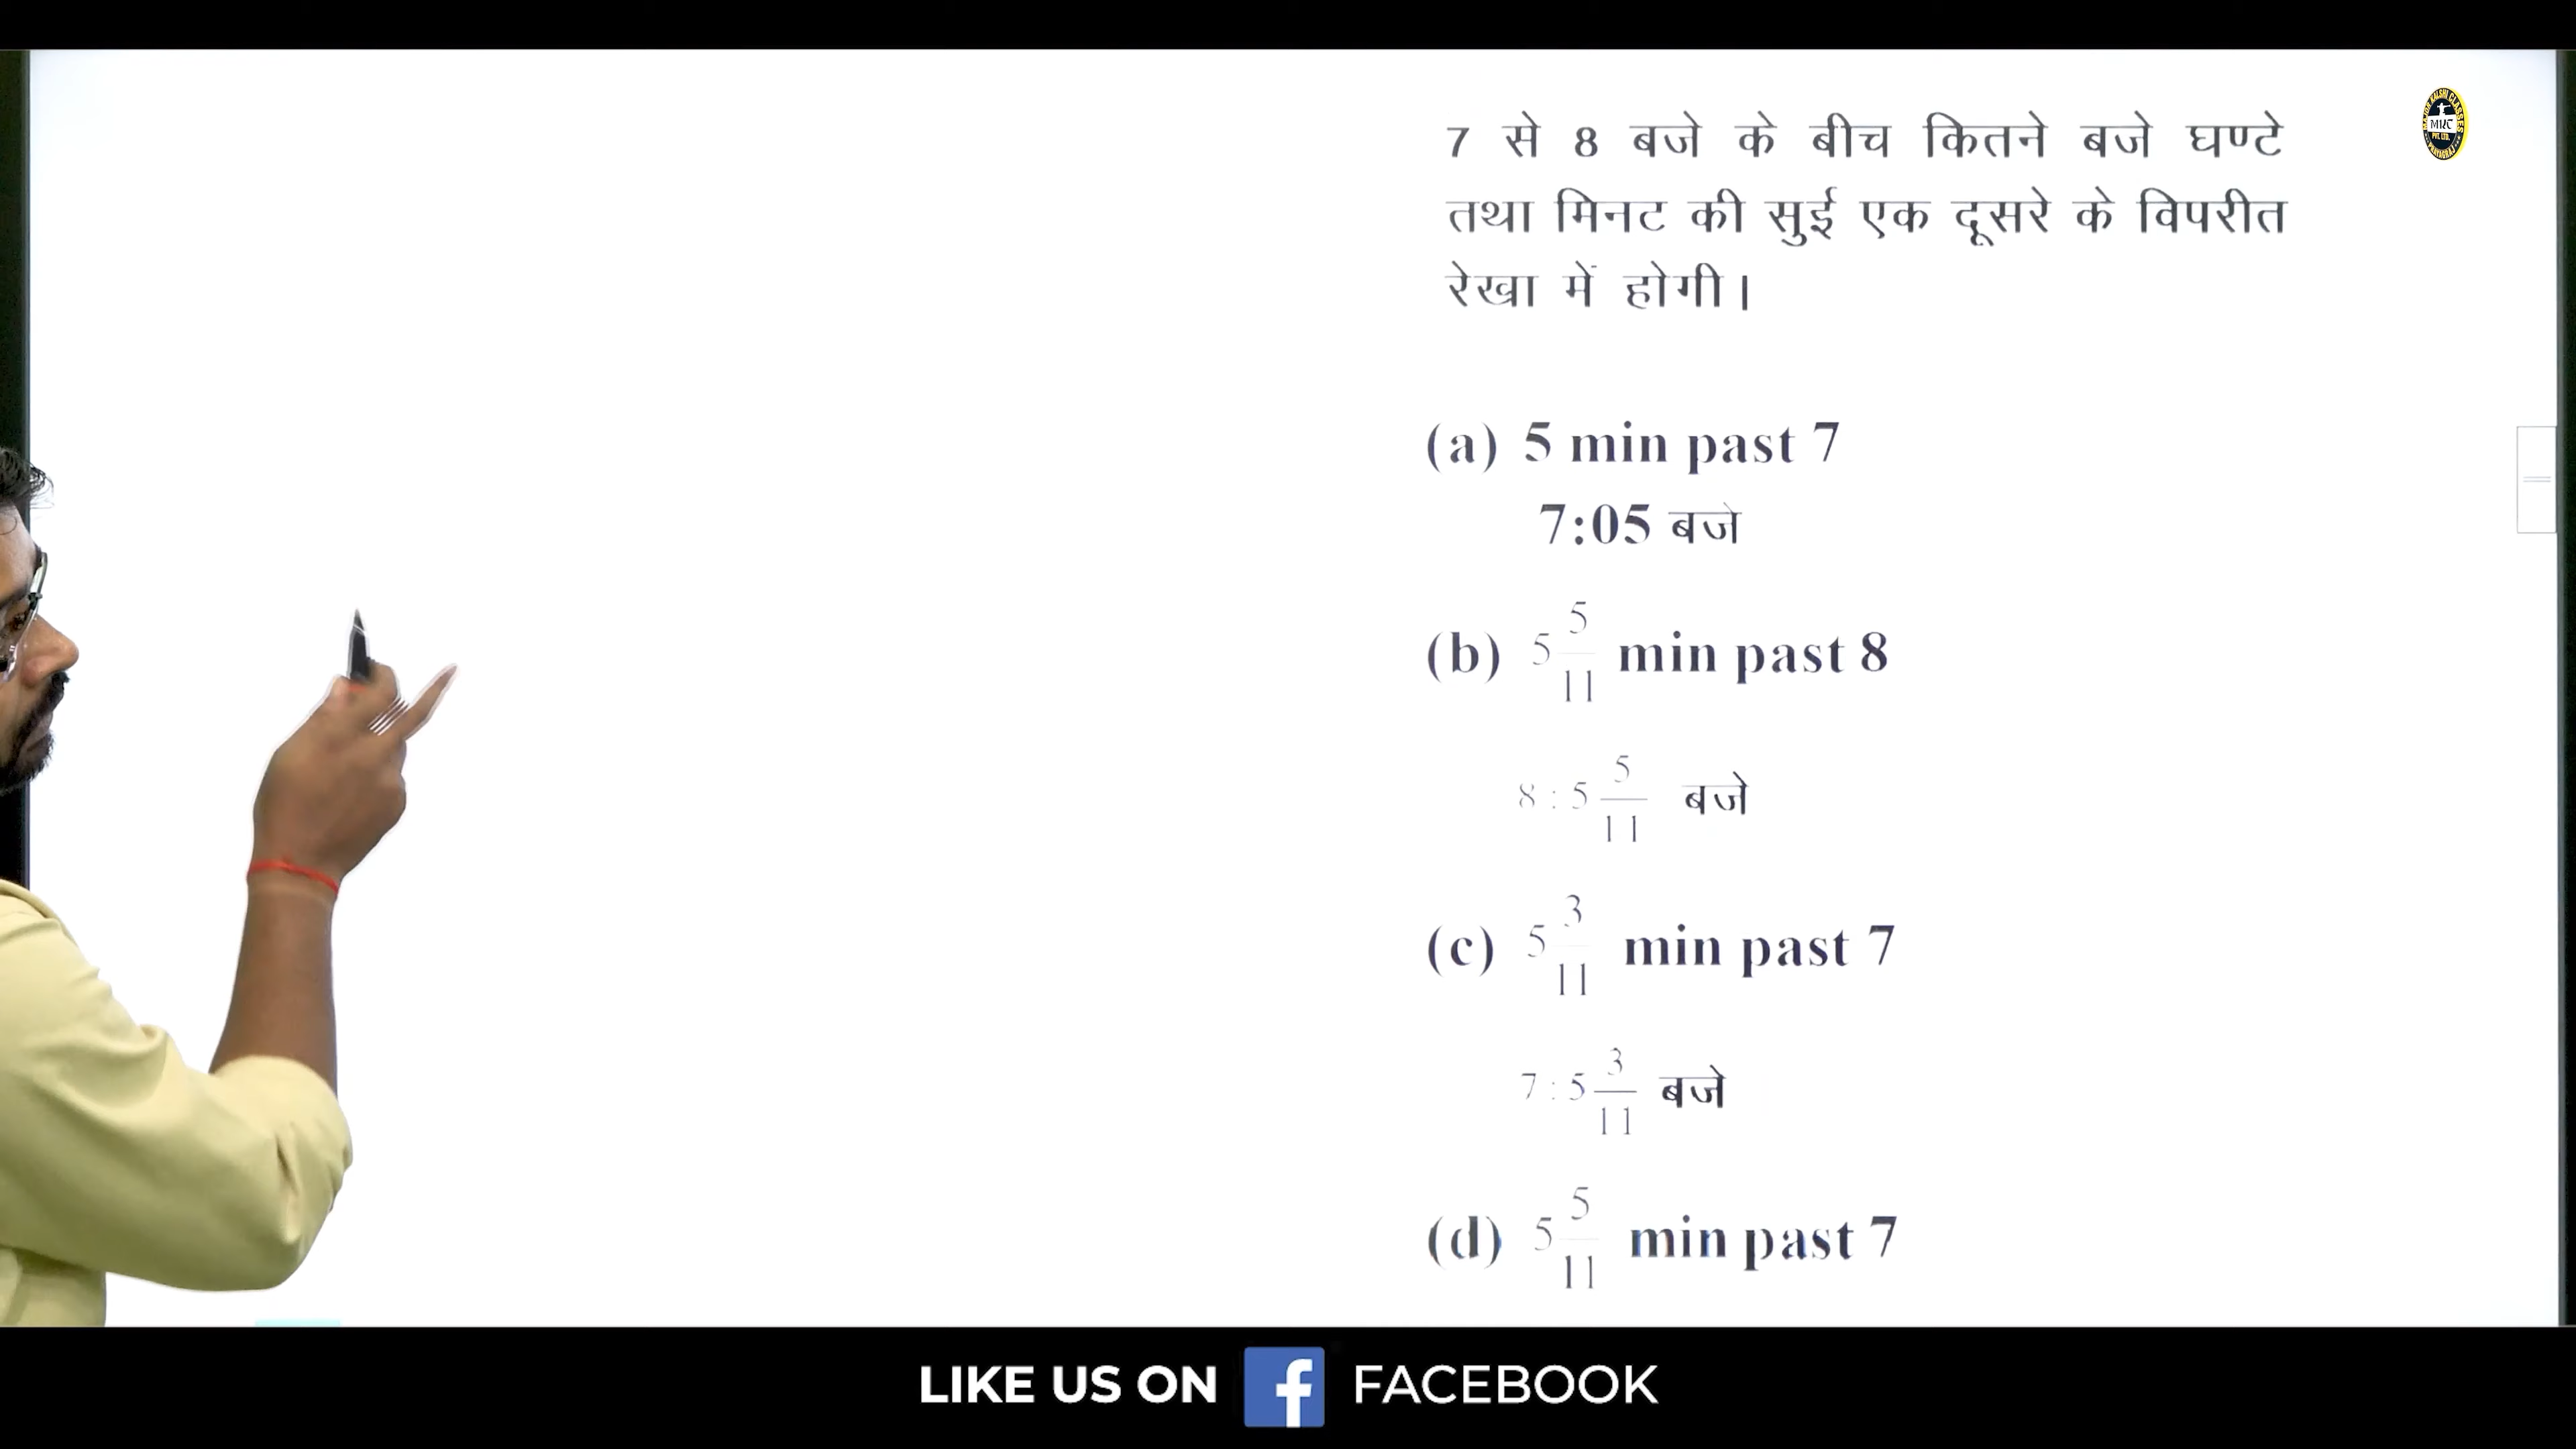 7 से 8 बजे के बीच कितने बजे घण्टे
तथा मिनट की सुई एक दूसरे के विपरीत
रेखा में होगी।
(a) 5 min past 7
7:05 बजे
(b) 5 5/11 min past 8
8 : 5 5/11 बजे
(c) 5 3/11 min past 7
7 : 5 3/11 बजे
(d) 5 5/11 min past 7
MKC
LIKE US ON f FACEBOOK